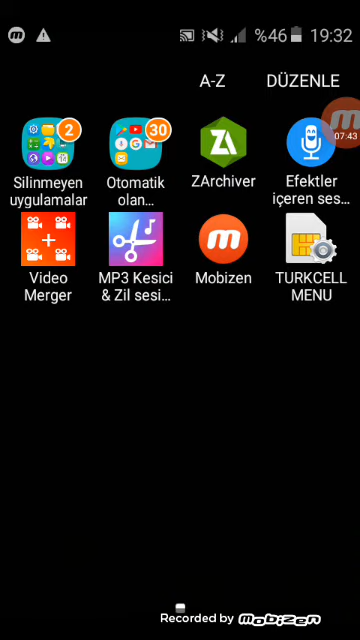 %46 19:32
A-Z DÜZENLE
07:43
2 30
Silinmeyen uygulamalar
Otomatik olan...
ZArchiver
Efektler içeren ses...
Video Merger
MP3 Kesici & Zil sesi...
Mobizen
TURKCELL MENU
Recorded by mobizen